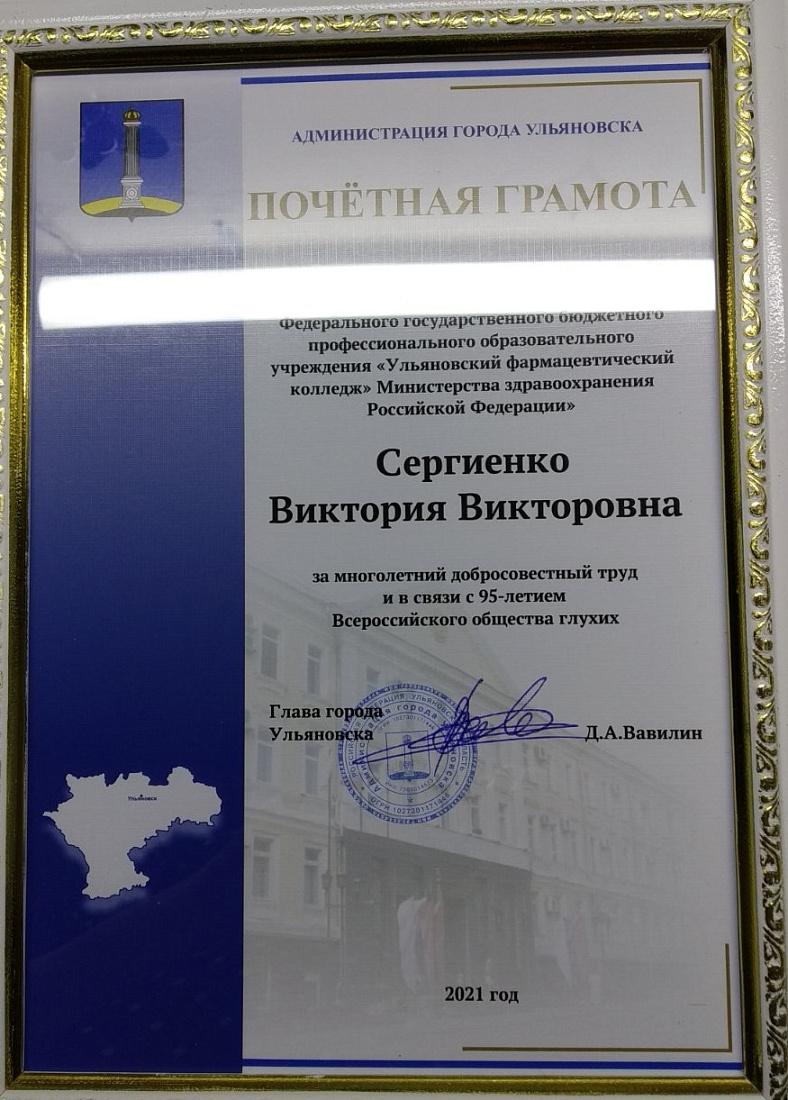 АДМИНИСТРАЦИЯ ГОРОДА УЛЬЯНОВСКА
ПОЧЁТНАЯ ГРАМОТА
Федерального государственного бюджетного
профессионального образовательного
учреждения «Ульяновский фармацевтический
колледж» Министерства здравоохранения
Российской Федерации»
Сергиенко
Виктория Викторовна
за многолетний добросовестный труд
и в связи с 95-летием
Всероссийского общества глухих
Глава города
Ульяновска
Д.А.Вавилин
Ульяновск
2021 год